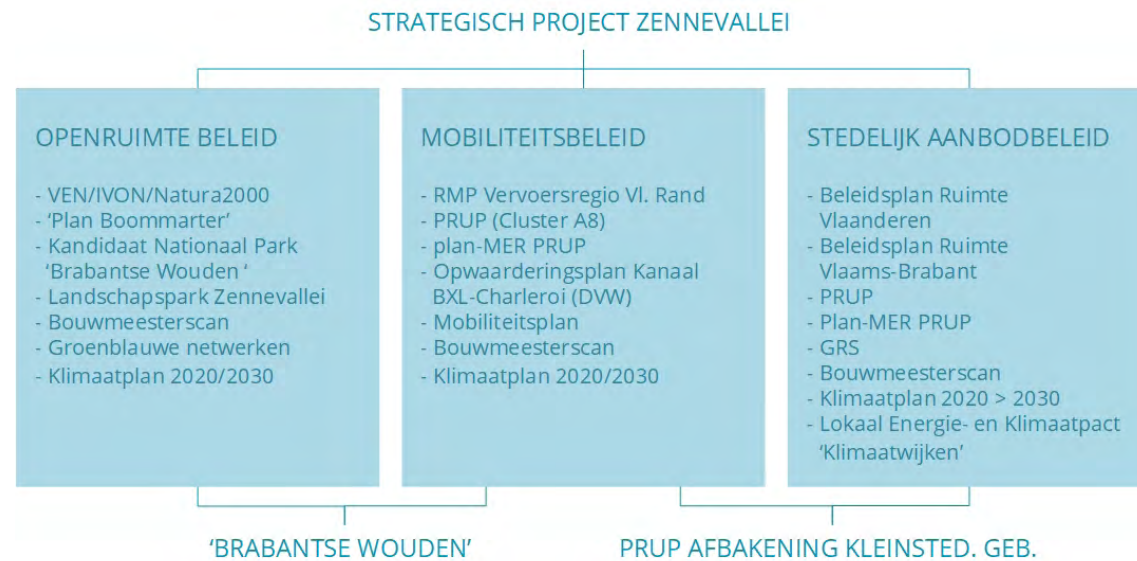 STRATEGISCH PROJECT ZENNEVALLEI
OPENRUIMTE BELEID
- VEN/IVON/Natura2000
- ‘Plan Boommarter’
- Kandidaat Nationaal Park
‘Brabantse Wouden ‘
- Landschapspark Zennevallei
- Bouwmeesterscan
- Groenblauwe netwerken
- Klimaatplan 2020/2030
MOBILITEITSBELEID
- RMP Vervoersregio Vl. Rand
- PRUP (Cluster A8)
- plan-MER PRUP
- Opwaarderingsplan Kanaal
BXL-Charleroi (DVW)
- Mobiliteitsplan
- Bouwmeesterscan
- Klimaatplan 2020/2030
STEDELIJK AANBODBELEID
- Beleidsplan Ruimte
Vlaanderen
- Beleidsplan Ruimte
Vlaams-Brabant
- PRUP
- Plan-MER PRUP
- GRS
- Bouwmeesterscan
- Klimaatplan 2020 > 2030
- Lokaal Energie- en Klimaatpact
‘Klimaatwijken’
‘BRABANTSE WOUDEN’
PRUP AFBAKENING KLEINSTED. GEB.